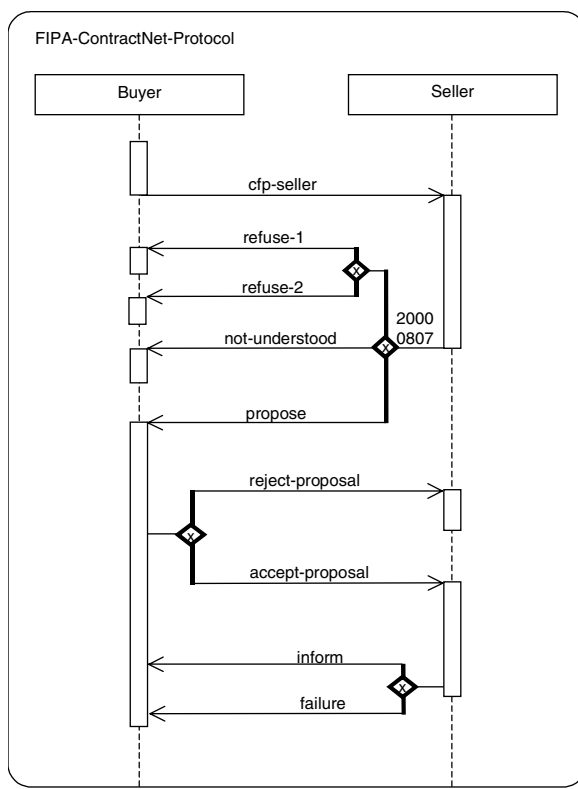 FIPA-ContractNet-Protocol
Buyer
Seller
cfp-seller
refuse-1
x
refuse-2
2000
not-understood
x
0807
propose
reject-proposal
x
accept-proposal
inform
x
failure